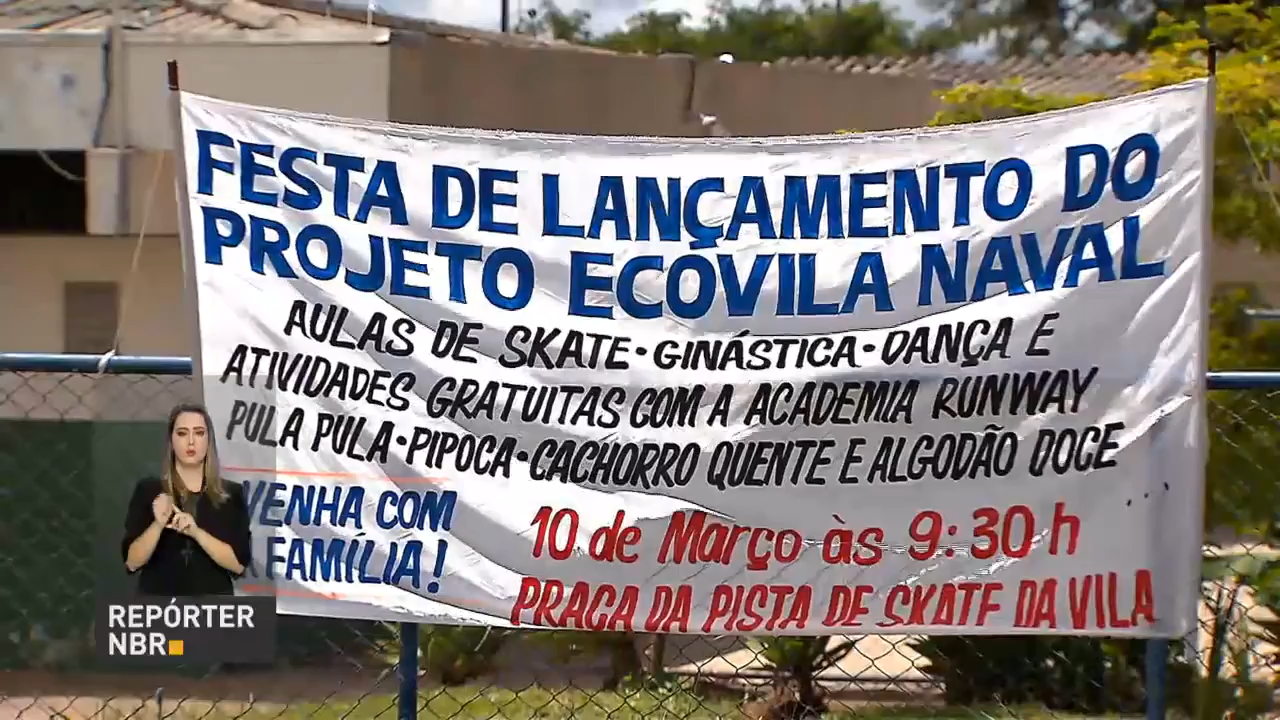 FESTA DE LANÇAMENTO DO
PROJETO ECOVILA NAVAL
AULAS DE SKATE • GINÁSTICA • DANÇA E
ATIVIDADES GRATUITAS COM A ACADEMIA RUNWAY
PULA PULA • PIPOCA • CACHORRO QUENTE E ALGODÃO DOCE
VENHA COM
A FAMÍLIA!
10 de Março às 9:30 h
PRAÇA DA PISTA DE SKATE DA VILA
REPÓRTER
NBR